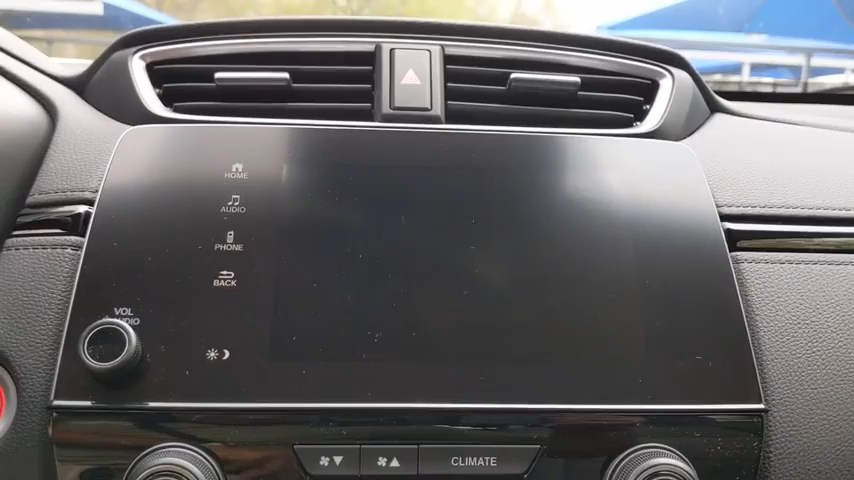 HOME
AUDIO
PHONE
BACK
VOL
AUDIO
CLIMATE